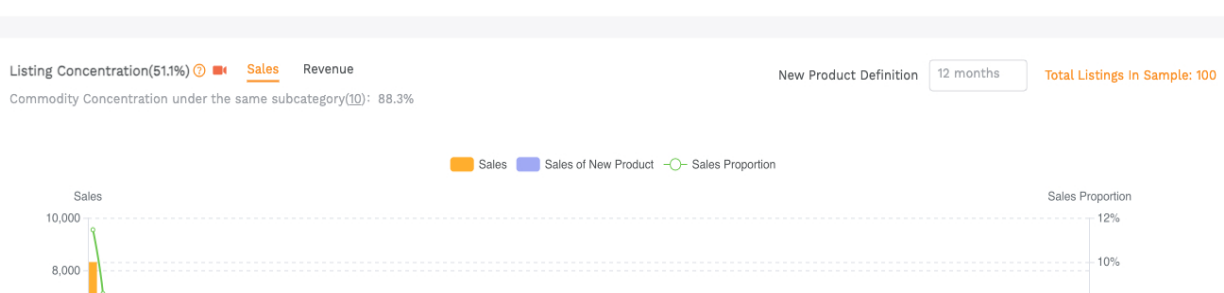 Listing Concentration(51.1%) Sales Revenue
New Product Definition 12 months Total Listings In Sample: 100
Commodity Concentration under the same subcategory(10): 88.3%
Sales Sales of New Product Sales Proportion
Sales Sales Proportion
10,000 12%
8,000 10%